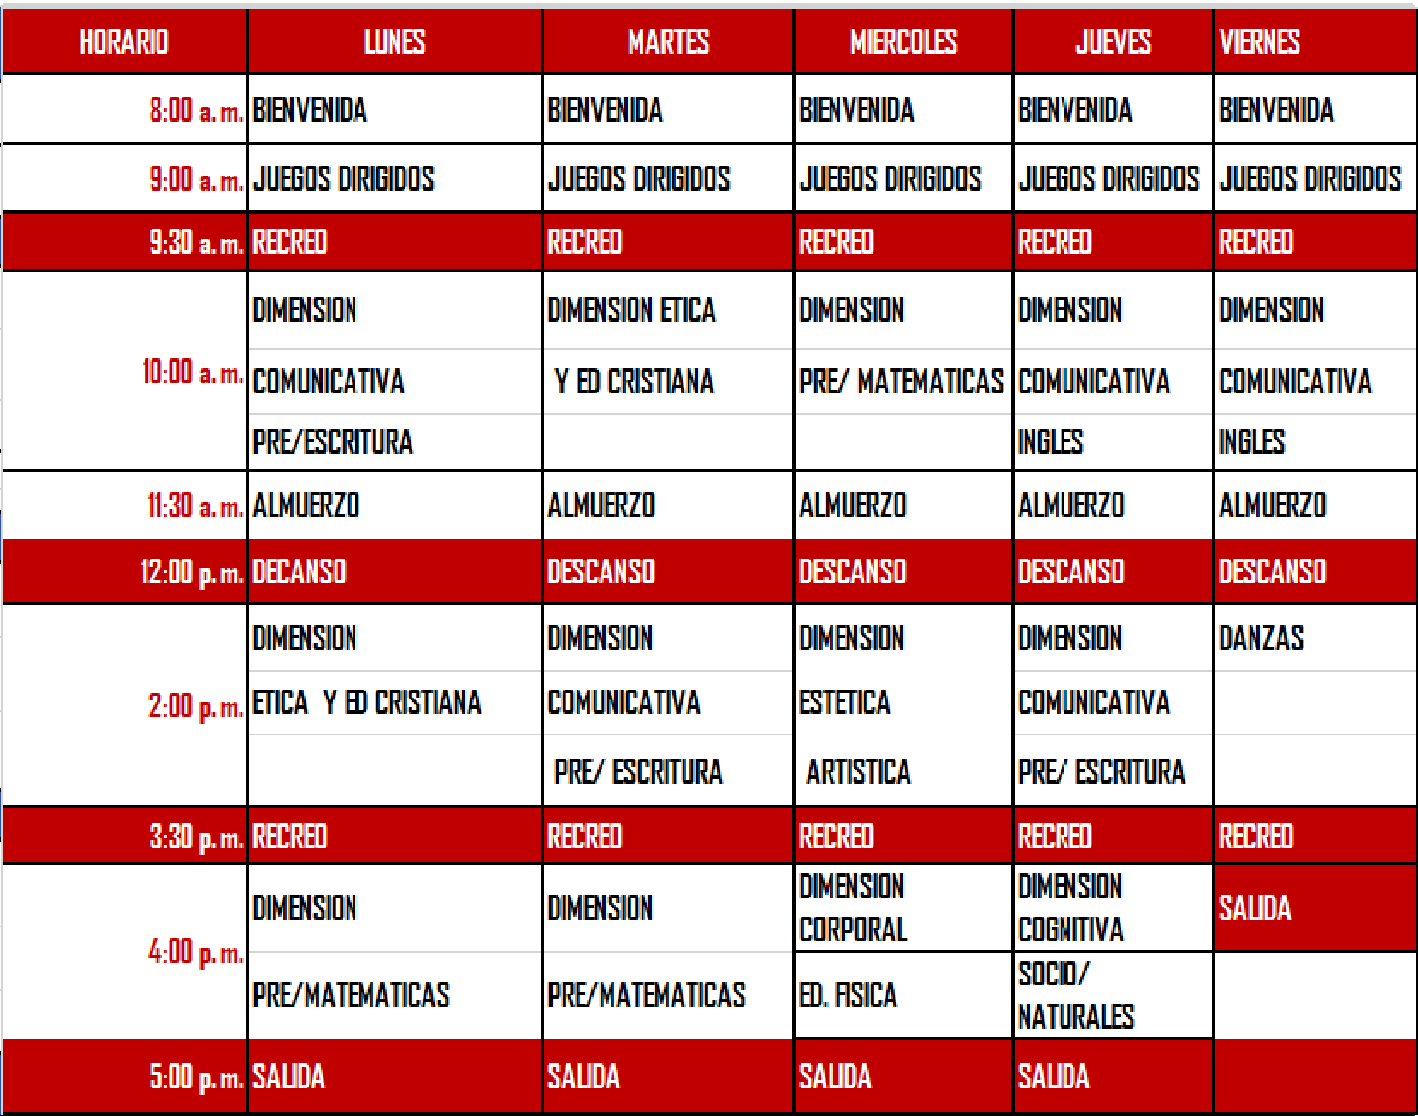 HORARIO LUNES MARTES MIERCOLES JUEVES VIERNES
8:00 a. m. BIENVENIDA BIENVENIDA BIENVENIDA BIENVENIDA BIENVENIDA
9:00 a. m. JUEGOS DIRIGIDOS JUEGOS DIRIGIDOS JUEGOS DIRIGIDOS JUEGOS DIRIGIDOS JUEGOS DIRIGIDOS
9:30 a. m. RECREO RECREO RECREO RECREO RECREO
DIMENSION DIMENSION ETICA DIMENSION DIMENSION DIMENSION
10:00 a. m. COMUNICATIVA Y ED CRISTIANA PRE/ MATEMATICAS COMUNICATIVA COMUNICATIVA
PRE/ESCRITURA INGLES INGLES
11:30 a. m. ALMUERZO ALMUERZO ALMUERZO ALMUERZO ALMUERZO
12:00 p. m. DECANSO DESCANSO DESCANSO DESCANSO DESCANSO
DIMENSION DIMENSION DIMENSION DIMENSION DANZAS
2:00 p. m. ETICA Y ED CRISTIANA COMUNICATIVA ESTETICA COMUNICATIVA
PRE/ ESCRITURA ARTISTICA PRE/ ESCRITURA
3:30 p. m. RECREO RECREO RECREO RECREO RECREO
DIMENSION DIMENSION DIMENSION CORPORAL DIMENSION COGNITIVA SALIDA
4:00 p. m. PRE/MATEMATICAS PRE/MATEMATICAS ED. FISICA SOCIO/ NATURALES
5:00 p. m. SALIDA SALIDA SALIDA SALIDA